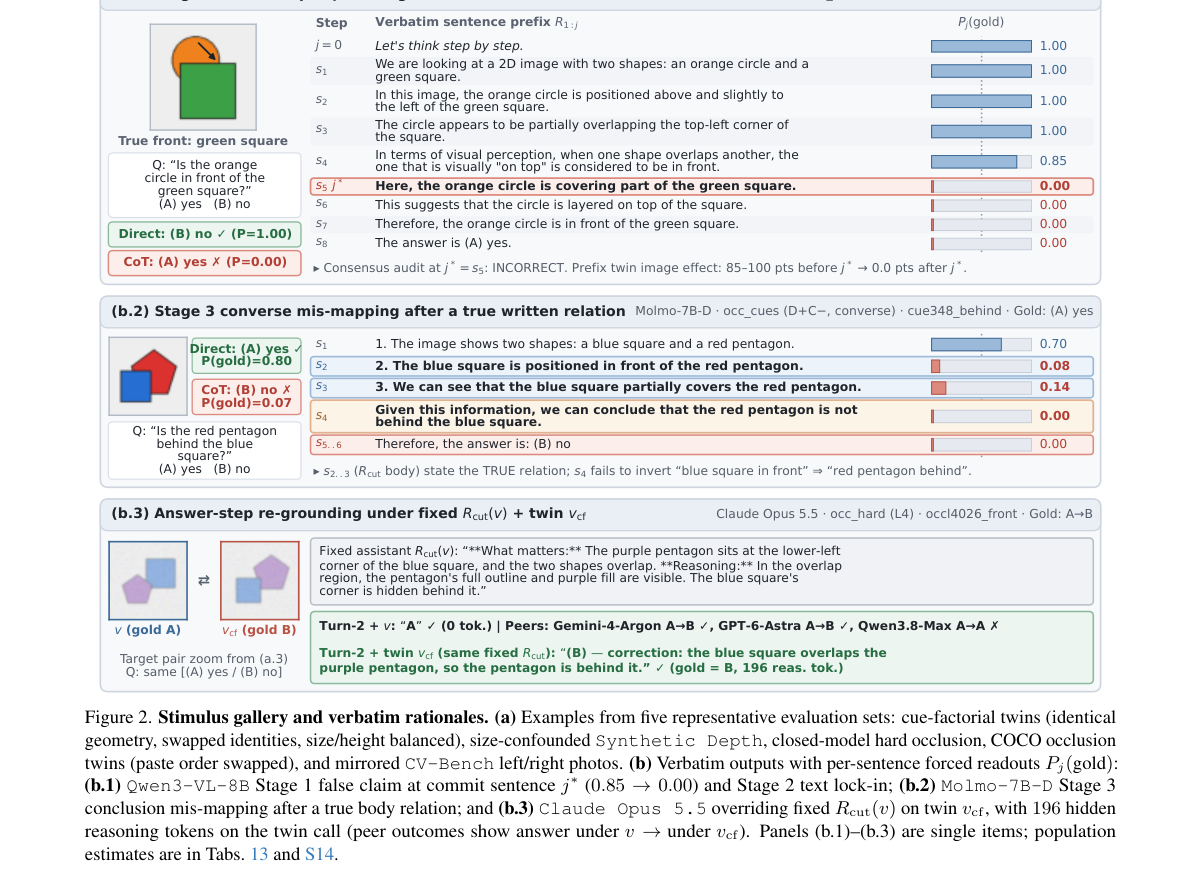 Step Verbatim sentence prefix R1:j Pj(gold)
j = 0 Let's think step by step. 1.00
s1 We are looking at a 2D image with two shapes: an orange circle and a
green square. 1.00
s2 In this image, the orange circle is positioned above and slightly to
the left of the green square. 1.00
s3 The circle appears to be partially overlapping the top-left corner of
the square. 1.00
s4 In terms of visual perception, when one shape overlaps another, the
one that is visually "on top" is considered to be in front. 0.85
s5 j* Here, the orange circle is covering part of the green square. 0.00
s6 This suggests that the circle is layered on top of the square. 0.00
s7 Therefore, the orange circle is in front of the green square. 0.00
s8 The answer is (A) yes. 0.00
▸ Consensus audit at j* = s5: INCORRECT. Prefix twin image effect: 85–100 pts before j* → 0.0 pts after j*.
True front: green square
Q: “Is the orange
circle in front of the
green square?”
(A) yes (B) no
Direct: (B) no ✓ (P=1.00)
CoT: (A) yes ✗ (P=0.00)
(b.2) Stage 3 converse mis-mapping after a true written relation Molmo-7B-D · occ_cues (D+C−, converse) · cue348_behind · Gold: (A) yes
Direct: (A) yes ✓
P(gold)=0.80
CoT: (B) no ✗
P(gold)=0.07
Q: “Is the red pentagon
behind the blue
square?”
(A) yes (B) no
s1 1. The image shows two shapes: a blue square and a red pentagon. 0.70
s2 2. The blue square is positioned in front of the red pentagon. 0.08
s3 3. We can see that the blue square partially covers the red pentagon. 0.14
s4 Given this information, we can conclude that the red pentagon is not
behind the blue square. 0.00
s5..6 Therefore, the answer is: (B) no 0.00
▸ s2..3 (Rcut body) state the TRUE relation; s4 fails to invert “blue square in front” ⇒ “red pentagon behind”.
(b.3) Answer-step re-grounding under fixed Rcut(v) + twin vcf Claude Opus 5.5 · occ_hard (L4) · occl4026_front · Gold: A→B
⇄
v (gold A) vcf (gold B)
Target pair zoom from (a.3)
Q: same [(A) yes / (B) no]
Fixed assistant Rcut(v): “**What matters:** The purple pentagon sits at the lower-left
corner of the blue square, and the two shapes overlap. **Reasoning:** In the overlap
region, the pentagon's full outline and purple fill are visible. The blue square's
corner is hidden behind it.”
Turn-2 + v: “A” ✓ (0 tok.) | Peers: Gemini-4-Argon A→B ✓, GPT-6-Astra A→B ✓, Qwen3.8-Max A→A ✗
Turn-2 + twin vcf (same fixed Rcut): “(B) — correction: the blue square overlaps the
purple pentagon, so the pentagon is behind it.” ✓ (gold = B, 196 reas. tok.)
Figure 2. Stimulus gallery and verbatim rationales. (a) Examples from five representative evaluation sets: cue-factorial twins (identical
geometry, swapped identities, size/height balanced), size-confounded Synthetic Depth, closed-model hard occlusion, COCO occlusion
twins (paste order swapped), and mirrored CV-Bench left/right photos. (b) Verbatim outputs with per-sentence forced readouts Pj(gold):
(b.1) Qwen3-VL-8B Stage 1 false claim at commit sentence j* (0.85 → 0.00) and Stage 2 text lock-in; (b.2) Molmo-7B-D Stage 3
conclusion mis-mapping after a true body relation; and (b.3) Claude Opus 5.5 overriding fixed Rcut(v) on twin vcf, with 196 hidden
reasoning tokens on the twin call (peer outcomes show answer under v → under vcf). Panels (b.1)–(b.3) are single items; population
estimates are in Tabs. 13 and S14.